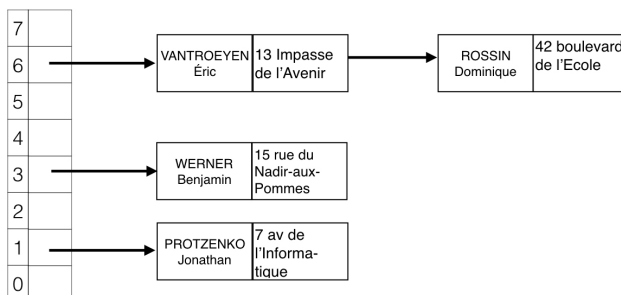 7
6
VANTROEYEN
Éric
13 Impasse
de l'Avenir
ROSSIN
Dominique
42 boulevard
de l'Ecole
5
4
3
WERNER
Benjamin
15 rue du
Nadir-aux-
Pommes
2
1
PROTZENKO
Jonathan
7 av de
l'Informa-
tique
0